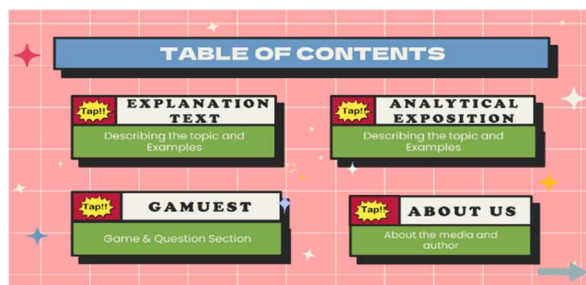 TABLE OF CONTENTS
Tap!!
EXPLANATION
TEXT
Describing the topic and
Examples
Tap!!
ANALYTICAL
EXPOSITION
Describing the topic and
Examples
Tap!!
GAMUEST
Game & Question Section
Tap!!
ABOUT US
About the media and
author